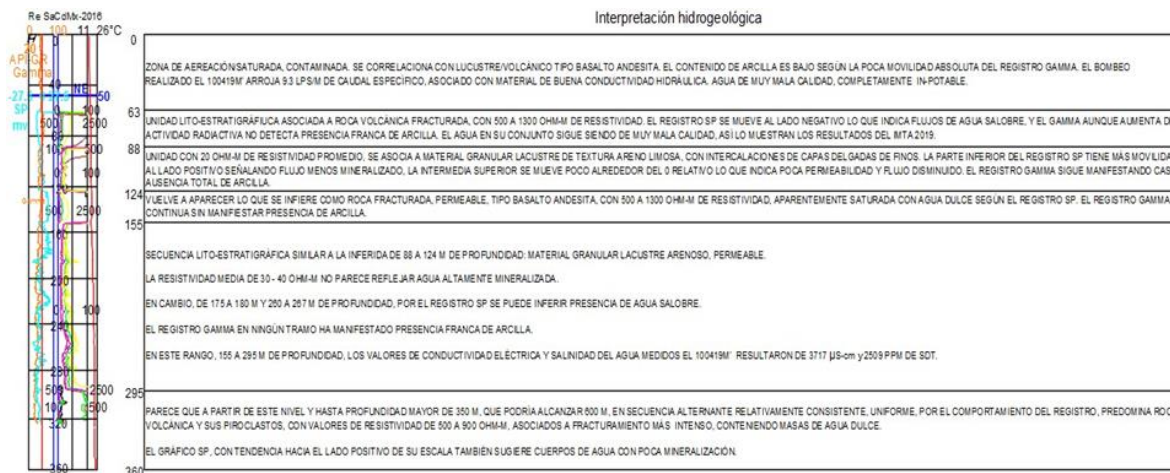 Re SaCdMx-2016
Interpretación hidrogeológica
0 100 11 26°C
20
API-G.R
Gamma
-27.5
SP
mv
NE
50
0
63
88
124
155
295
360
ZONA DE AEREACIÓN/SATURADA, CONTAMINADA. SE CORRELACIONA CON LUCUSTRE/VOLCÁNICO TIPO BASALTO ANDESITA. EL CONTENIDO DE ARCILLA ES BAJO SEGÚN LA POCA MOVILIDAD ABSOLUTA DEL REGISTRO GAMMA. EL BOMBEO
REALIZADO EL 100419M' ARROJA 9.3 LPS/M DE CAUDAL ESPECÍFICO, ASOCIADO CON MATERIAL DE BUENA CONDUCTIVIDAD HIDRÁULICA. AGUA DE MUY MALA CALIDAD, COMPLETAMENTE IN-POTABLE.
UNIDAD LITO-ESTRATIGRÁFIUCA ASOCIADA A ROCA VOLCÁNICA FRACTURADA, CON 500 A 1300 OHM-M DE RESISTIVIDAD. EL REGISTRO SP SE MUEVE AL LADO NEGATIVO LO QUE INDICA FLUJOS DE AGUA SALOBRE, Y EL GAMMA AUNQUE AUMENTA DE
ACTIVIDAD RADIACTIVA NO DETECTA PRESENCIA FRANCA DE ARCILLA. EL AGUA EN SU CONJUNTO SIGUE SIENDO DE MUY MALA CALIDAD, ASÍ LO MUESTRAN LOS RESULTADOS DEL IMTA 2019.
UNIDAD CON 20 OHM-M DE RESISTIVIDAD PROMEDIO, SE ASOCIA A MATERIAL GRANULAR LACUSTRE DE TEXTURA ARENO LIMOSA, CON INTERCALACIONES DE CAPAS DELGADAS DE FINOS. LA PARTE INFERIOR DEL REGISTRO SP TIENE MÁS MOVILIDA
AL LADO POSITIVO SEÑALANDO FLUJO MENOS MINERALIZADO, LA INTERMEDIA SUPERIOR SE MUEVE POCO ALREDEDOR DEL 0 RELATIVO LO QUE INDICA POCA PERMEABILIDAD Y FLUJO DISMINUIDO. EL REGISTRO GAMMA SIGUE MANIFESTANDO CAS
AUSENCIA TOTAL DE ARCILLA.
VUELVE A APARECER LO QUE SE INFIERE COMO ROCA FRACTURADA, PERMEABLE, TIPO BASALTO ANDESITA, CON 500 A 1300 OHM-M DE RESISTIVIDAD, APARENTEMENTE SATURADA CON AGUA DULCE SEGÚN EL REGISTRO SP. EL REGISTRO GAMMA
CONTINUA SIN MANIFIESTAR PRESENCIA DE ARCILLA.
SECUENCIA LITO-ESTRATIGRÁFICA SIMILAR A LA INFERIDA DE 88 A 124 M DE PROFUNDIDAD: MATERIAL GRANULAR LACUSTRE ARENOSO, PERMEABLE.
LA RESISTIVIDAD MEDIA DE 30 - 40 OHM-M NO PARECE REFLEJAR AGUA ALTAMENTE MINERALIZADA.
EN CAMBIO, DE 175 A 180 M Y 260 A 267 M DE PROFUNDIDAD, POR EL REGISTRO SP SE PUEDE INFERIR PRESENCIA DE AGUA SALOBRE.
EL REGISTRO GAMMA EN NINGÚN TRAMO HA MANIFESTADO PRESENCIA FRANCA DE ARCILLA.
EN ESTE RANGO, 155 A 295 M DE PROFUNDIDAD, LOS VALORES DE CONDUCTIVIDAD ELÉCTRICA Y SALINIDAD DEL AGUA MEDIDOS EL 100419M' RESULTARON DE 3717 µS-cm y 2509 PPM DE SDT.
PARECE QUE A PARTIR DE ESTE NIVEL Y HASTA PROFUNDIDAD MAYOR DE 350 M, QUE PODRÍA ALCANZAR 600 M, EN SECUENCIA ALTERNANTE RELATIVAMENTE CONSISTENTE, UNIFORME, POR EL COMPORTAMIENTO DEL REGISTRO, PREDOMINA ROC
VOLCÁNICA Y SUS PIROCLASTOS, CON VALORES DE RESISTIVIDAD DE 500 A 900 OHM-M, ASOCIADOS A FRACTURAMIENTO MÁS INTENSO, CONTENIENDO MASAS DE AGUA DULCE.
EL GRÁFICO SP, CON TENDENCIA HACIA EL LADO POSITIVO DE SU ESCALA TAMBIÉN SUGIERE CUERPOS DE AGUA CON POCA MINERALIZACIÓN.